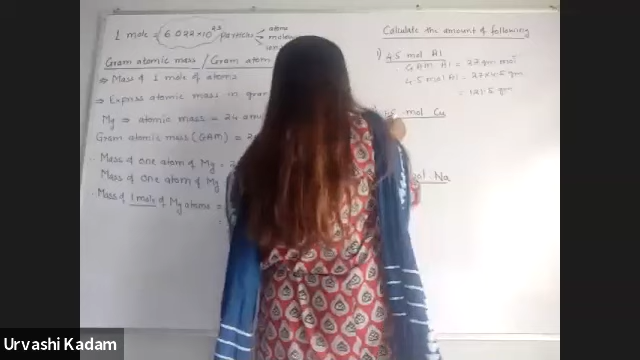 1 mole = 6.022 × 10²³ particles → atoms
Gram atomic mass / Gram atom
⇒ Mass of 1 mole of atoms
⇒ Express atomic mass in gram
Mg ⇒ atomic mass = 24 amu
Gram atomic mass (GAM) = 2
Mass of one atom of Mg =
Mass of one atom of Mg
Mass of 1 mole of Mg atoms =
Calculate the amount of following
1) 4.5 mol Al
GAM Al = 27 gm mol⁻¹
4.5 mol Al = 27×4.5 gm
= 121.5 gm
mol Cu
mol Na
Urvashi Kadam